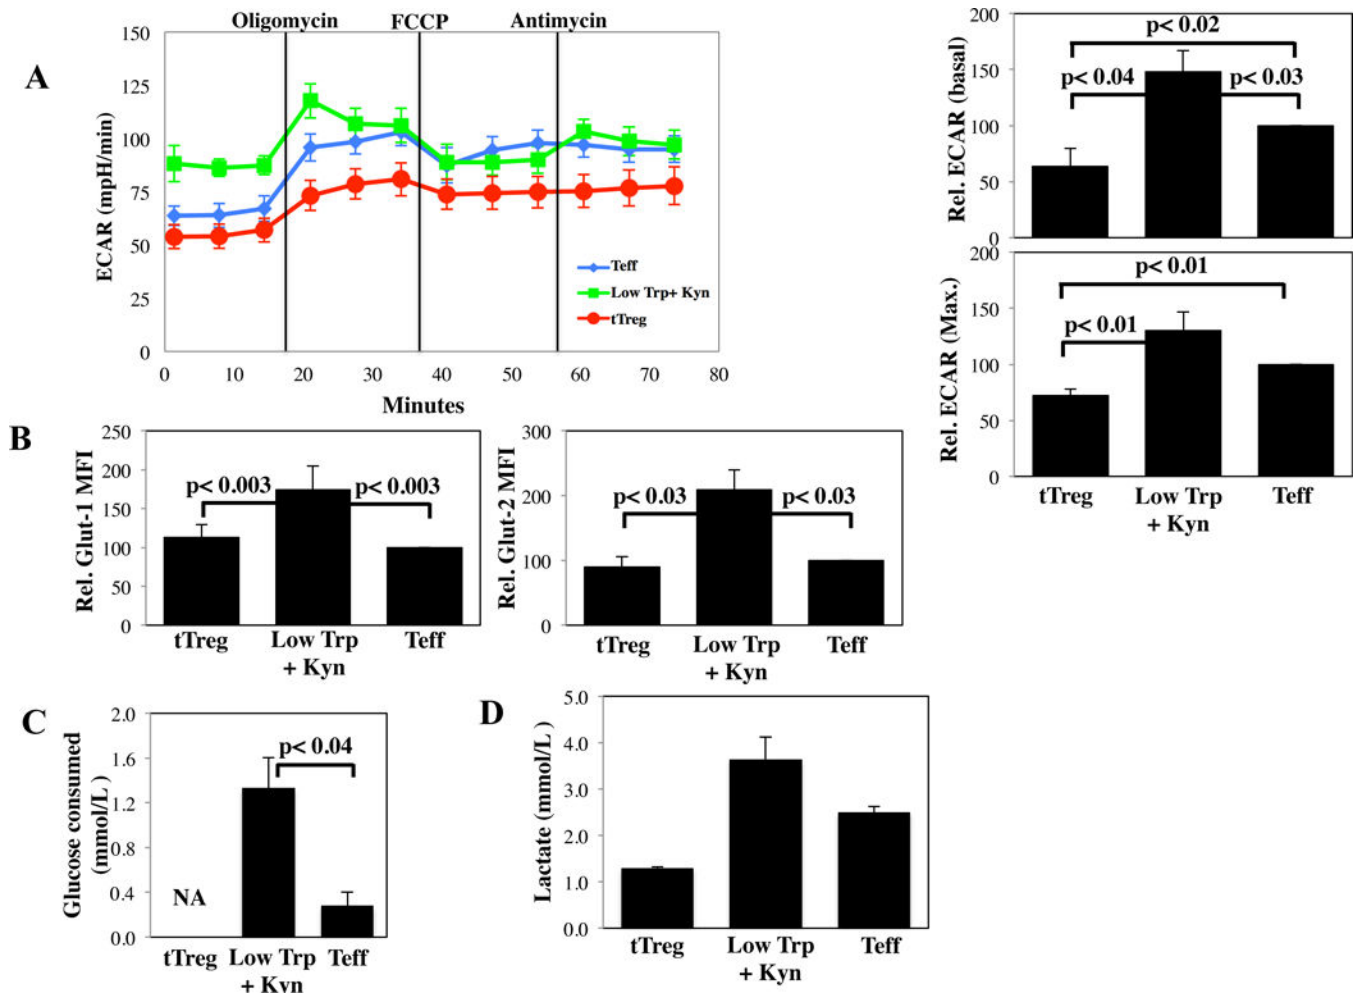 A
Oligomycin FCCP Antimycin
ECAR (mpH/min)
150
125
100
75
50
25
0
Teff
Low Trp+ Kyn
tTreg
0 10 20 30 40 50 60 70 80
Minutes
Rel. ECAR (basal)
200
150
100
50
0
p< 0.02
p< 0.04 p< 0.03
Rel. ECAR (Max.)
200
150
100
50
0
p< 0.01
p< 0.01
tTreg Low Trp Teff
+ Kyn
B
Rel. Glut-1 MFI
250
200
150
100
50
0
p< 0.003 p< 0.003
tTreg Low Trp Teff
+ Kyn
Rel. Glut-2 MFI
300
200
100
0
p< 0.03 p< 0.03
tTreg Low Trp Teff
+ Kyn
C
Glucose consumed
(mmol/L )
2.0
1.6
1.2
0.8
0.4
0.0
p< 0.04
NA
tTreg Low Trp Teff
+ Kyn
D
Lactate (mmol/L )
5.0
4.0
3.0
2.0
1.0
0.0
tTreg Low Trp Teff
+ Kyn